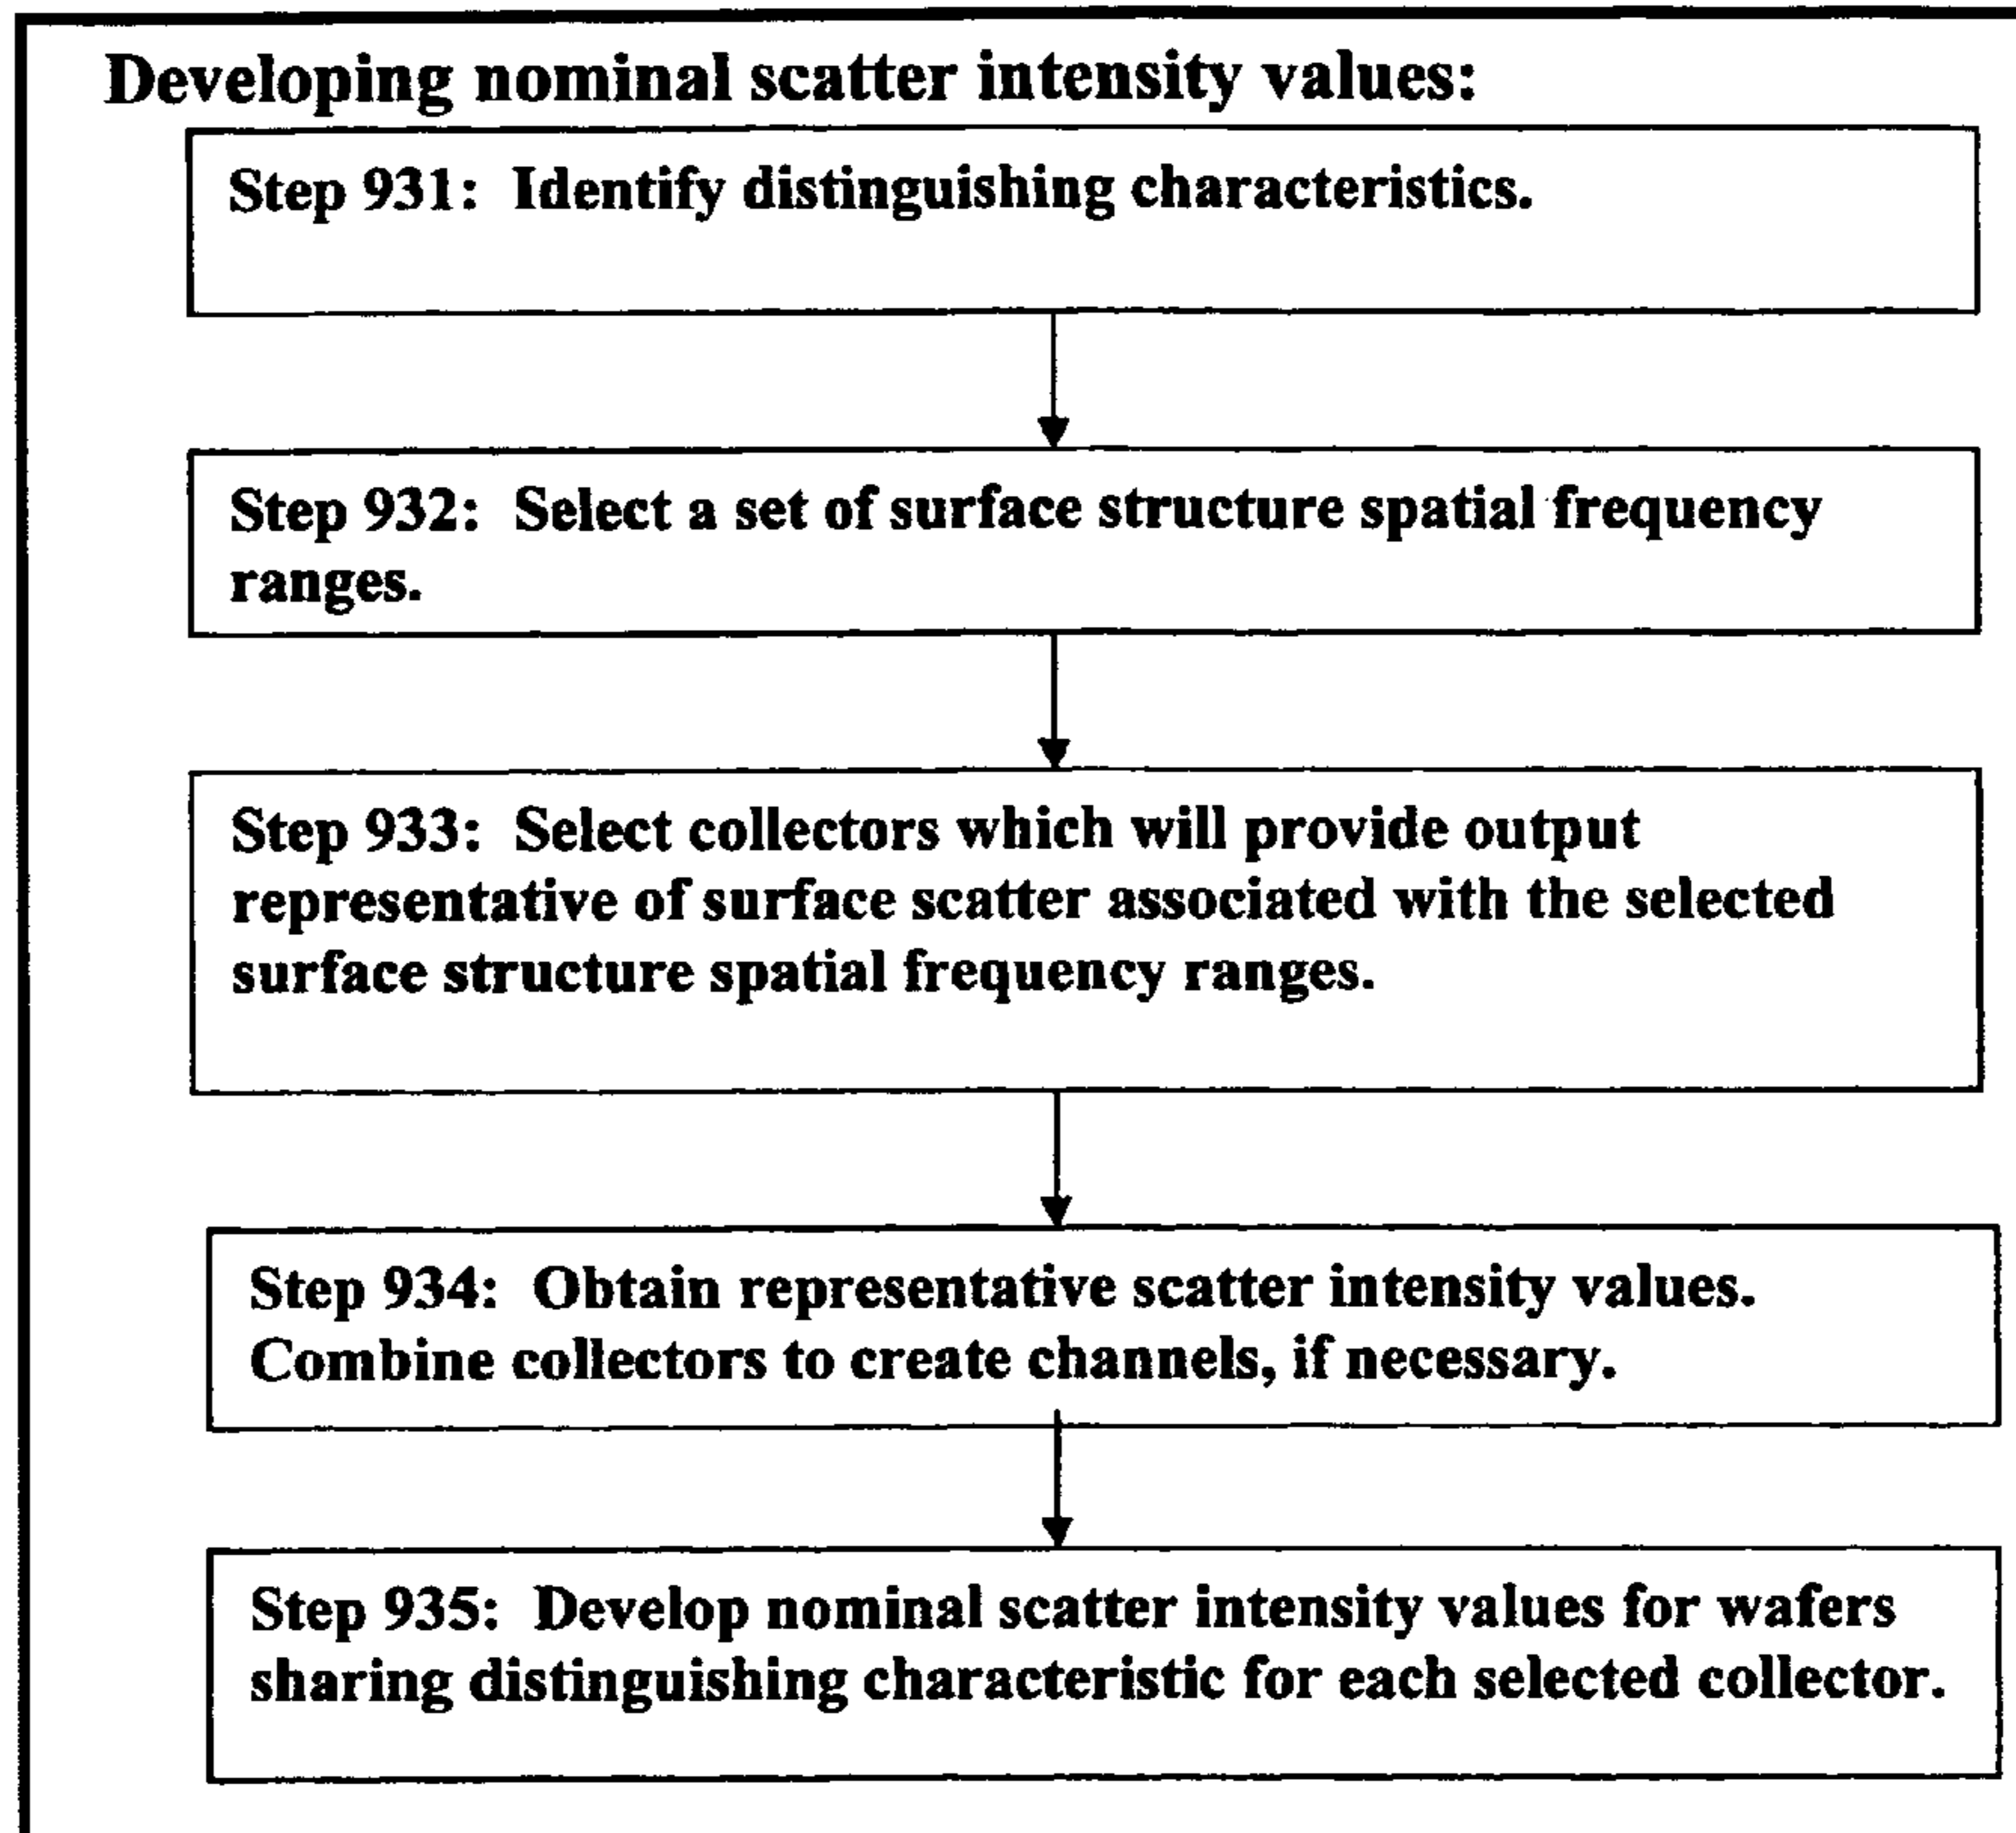 Developing nominal scatter intensity values:
Step 931: Identify distinguishing characteristics.
Step 932: Select a set of surface structure spatial frequency
ranges.
Step 933: Select collectors which will provide output
representative of surface scatter associated with the selected
surface structure spatial frequency ranges.
Step 934: Obtain representative scatter intensity values.
Combine collectors to create channels, if necessary.
Step 935: Develop nominal scatter intensity values for wafers
sharing distinguishing characteristic for each selected collector.